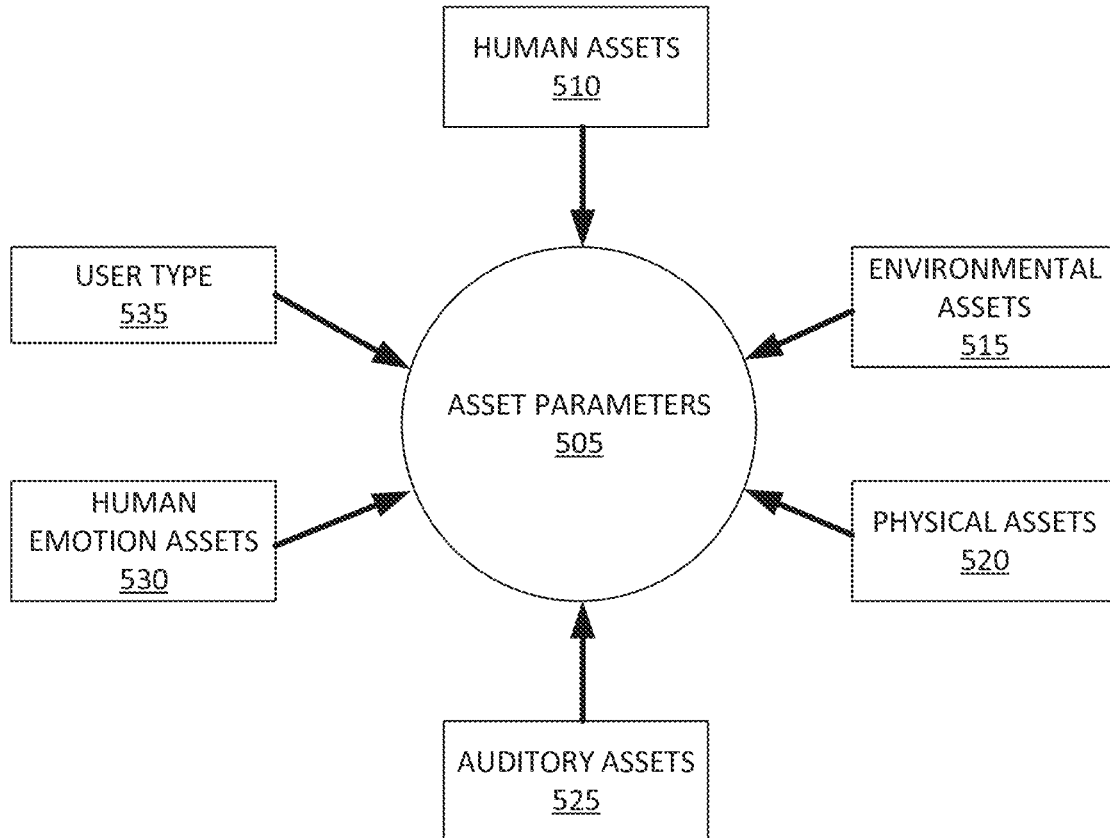 HUMAN ASSETS
510
USER TYPE
535
ENVIRONMENTAL
ASSETS
515
ASSET PARAMETERS
505
HUMAN
EMOTION ASSETS
530
PHYSICAL ASSETS
520
AUDITORY ASSETS
525